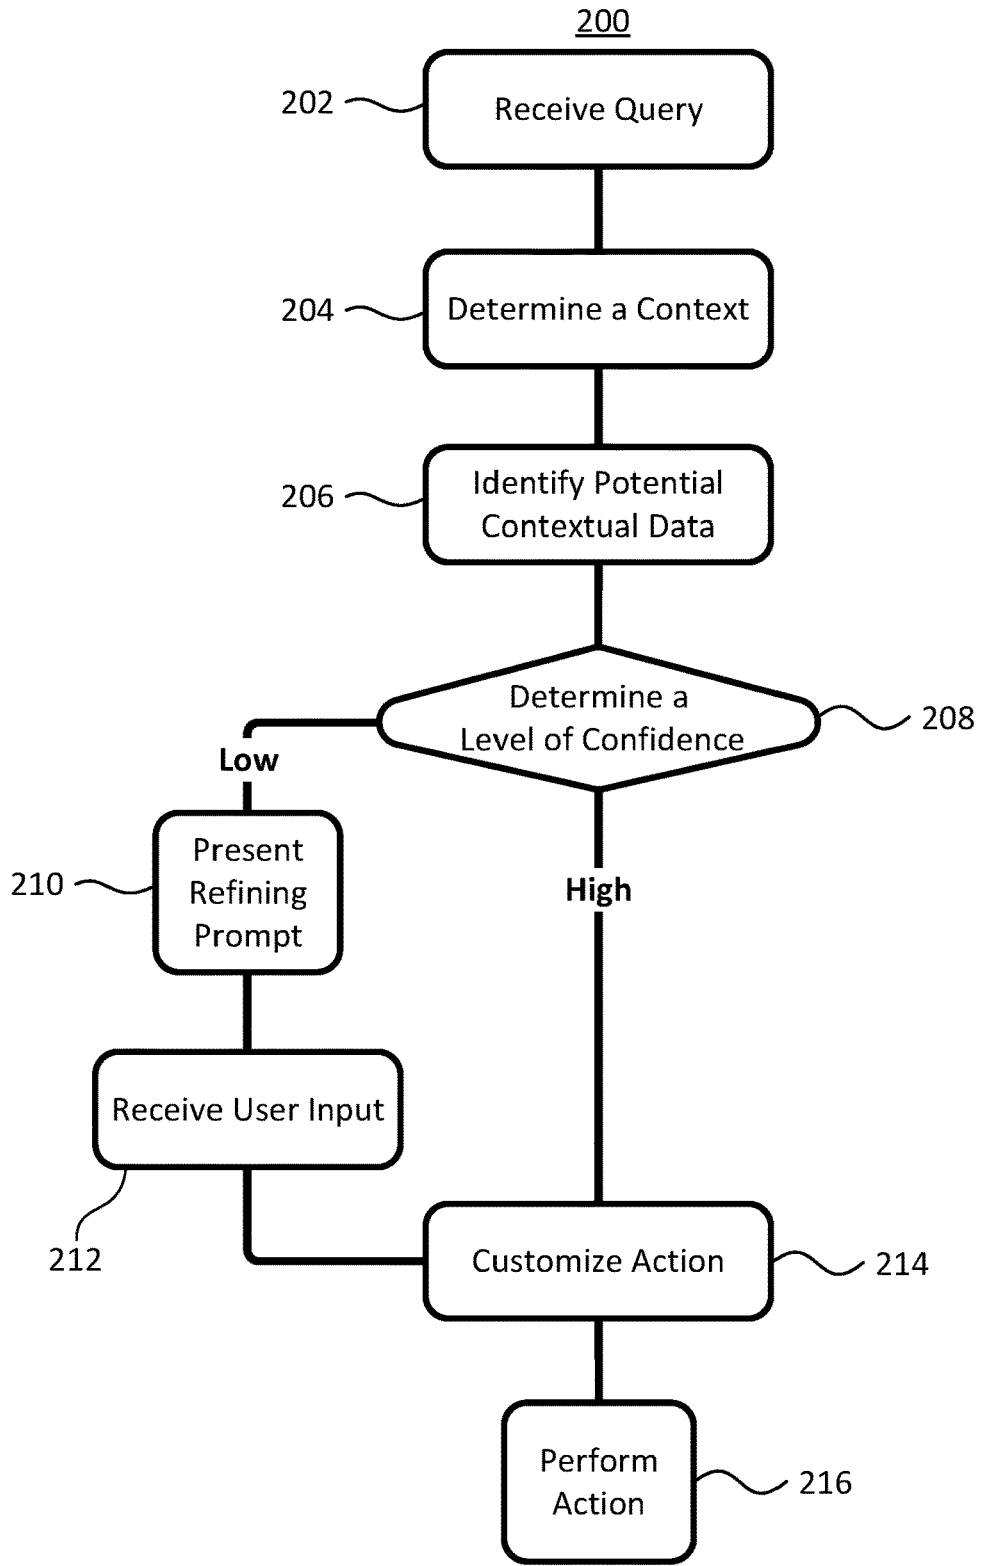 200
202
Receive Query
204
Determine a Context
206
Identify Potential
Contextual Data
Determine a
Level of Confidence
208
Low
High
210
Present
Refining
Prompt
Receive User Input
212
Customize Action
214
Perform
Action
216